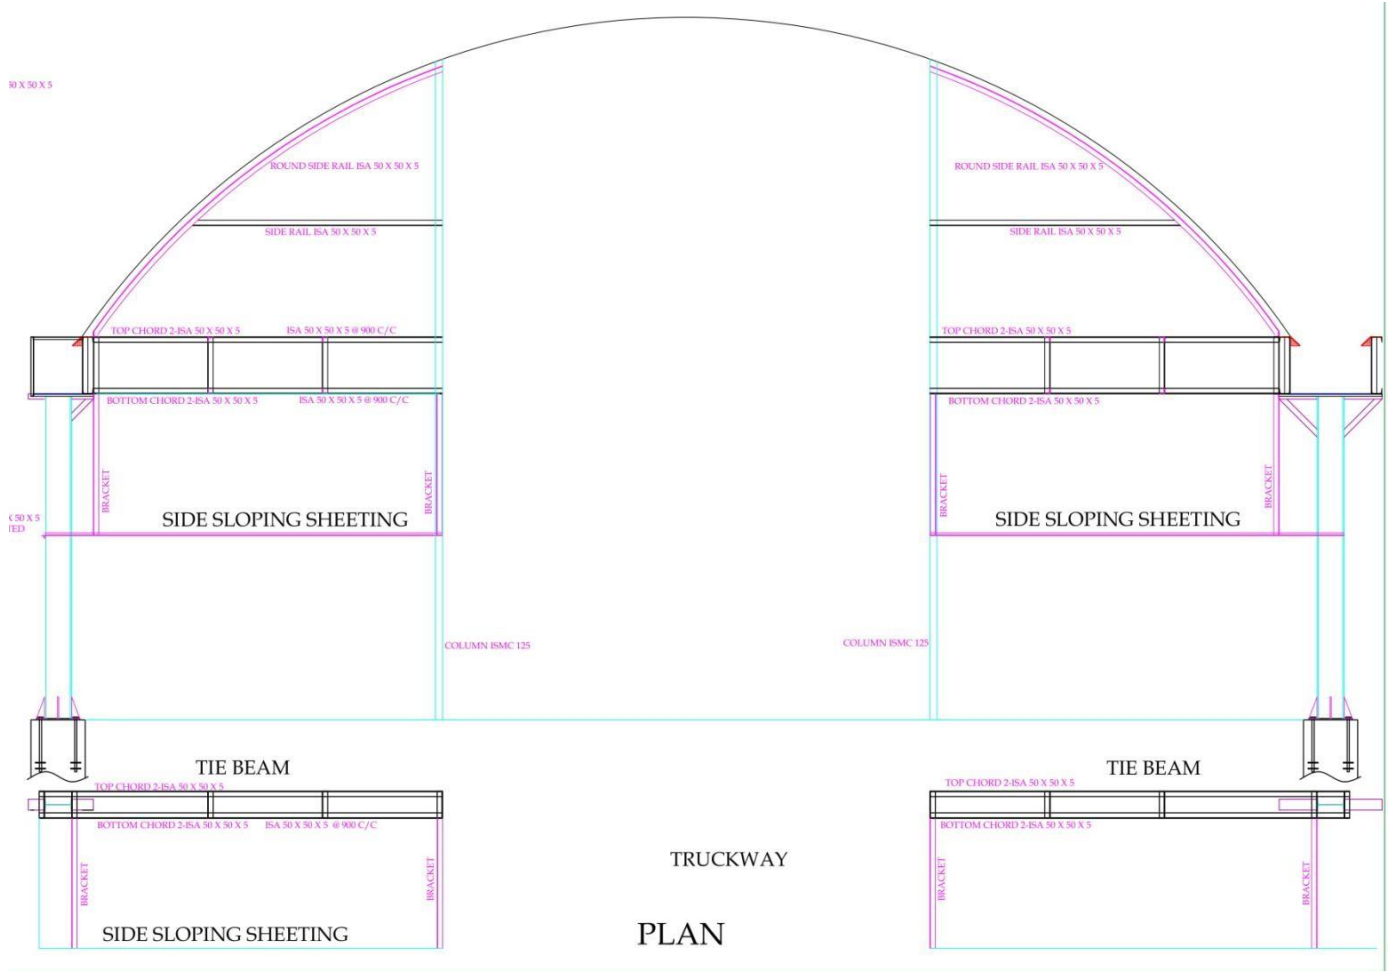 50 X 50 X 5
ROUND SIDE RAIL ISA 50 X 50 X 5
ROUND SIDE RAIL ISA 50 X 50 X 5
SIDE RAIL ISA 50 X 50 X 5
SIDE RAIL ISA 50 X 50 X 5
TOP CHORD 2-ISA 50 X 50 X 5
ISA 50 X 50 X 5 @ 900 C/C
TOP CHORD 2-ISA 50 X 50 X 5
BOTTOM CHORD 2-ISA 50 X 50 X 5
ISA 50 X 50 X 5 @ 900 C/C
BOTTOM CHORD 2-ISA 50 X 50 X 5
BRACKET
BRACKET
BRACKET
BRACKET
X 50 X 5
TED
SIDE SLOPING SHEETING
SIDE SLOPING SHEETING
COLUMN ISMC 125
COLUMN ISMC 125
TIE BEAM
TIE BEAM
TOP CHORD 2-ISA 50 X 50 X 5
TOP CHORD 2-ISA 50 X 50 X 5
BOTTOM CHORD 2-ISA 50 X 50 X 5
ISA 50 X 50 X 5 @ 900 C/C
BOTTOM CHORD 2-ISA 50 X 50 X 5
TRUCKWAY
BRACKET
BRACKET
BRACKET
BRACKET
SIDE SLOPING SHEETING
PLAN